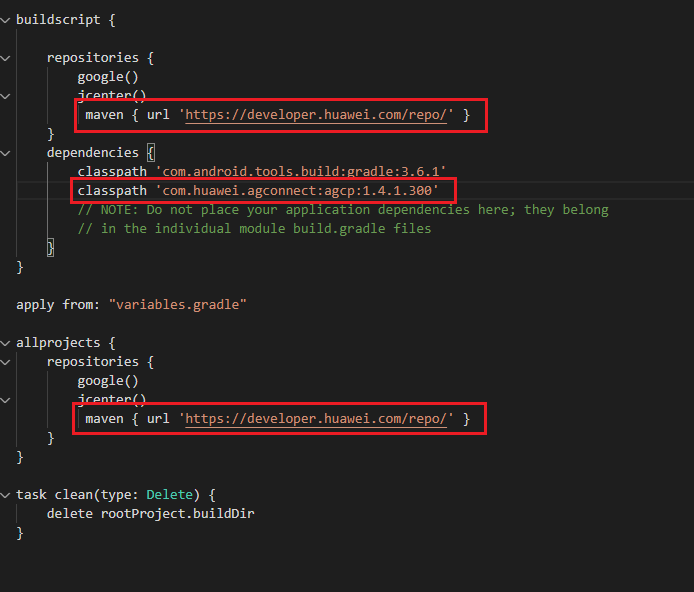 buildscript {
repositories {
google()
jcenter()
maven { url 'https://developer.huawei.com/repo/' }
}
dependencies {
classpath 'com.android.tools.build:gradle:3.6.1'
classpath 'com.huawei.agconnect:agcp:1.4.1.300'
// NOTE: Do not place your application dependencies here; they belong
// in the individual module build.gradle files
}
}
apply from: "variables.gradle"
allprojects {
repositories {
google()
jcenter()
maven { url 'https://developer.huawei.com/repo/' }
}
}
task clean(type: Delete) {
delete rootProject.buildDir
}